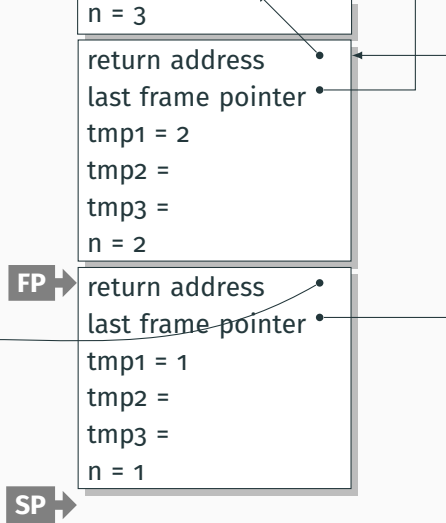 n = 3
return address
last frame pointer
tmp1 = 2
tmp2 =
tmp3 =
n = 2
FP
return address
last frame pointer
tmp1 = 1
tmp2 =
tmp3 =
n = 1
SP